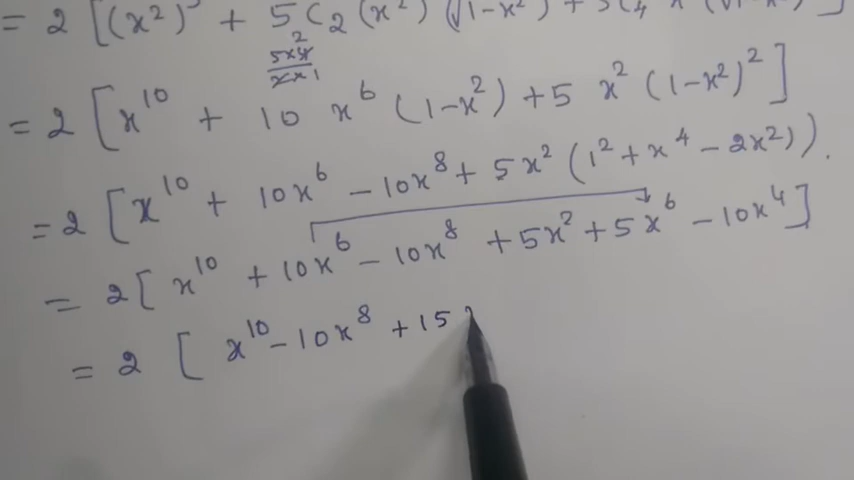 = 2 [(x²)⁵ + 5C₂ (x²) (√1-x²) + 5C₄ x (√1-x²) ]
5×4² / 2×1
= 2 [x¹⁰ + 10 x⁶ (1-x²) + 5 x² (1-x²)²]
= 2 [x¹⁰ + 10x⁶ - 10x⁸ + 5x² (1² + x⁴ - 2x²)).
= 2 [x¹⁰ + 10x⁶ - 10x⁸ + 5x² + 5x⁶ - 10x⁴]
= 2 [ x¹⁰ - 10x⁸ + 15